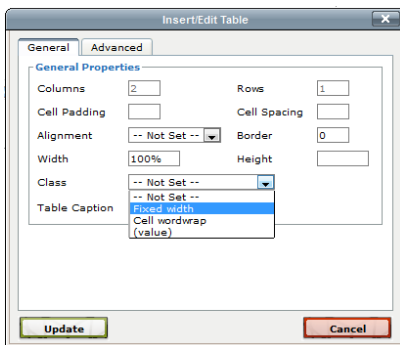 Insert/Edit Table
X
General Advanced
General Properties
Columns 2 Rows 1
Cell Padding Cell Spacing
Alignment -- Not Set -- Border 0
Width 100% Height
Class -- Not Set --
-- Not Set --
Table Caption Fixed width
Cell wordwrap
(value)
Update Cancel